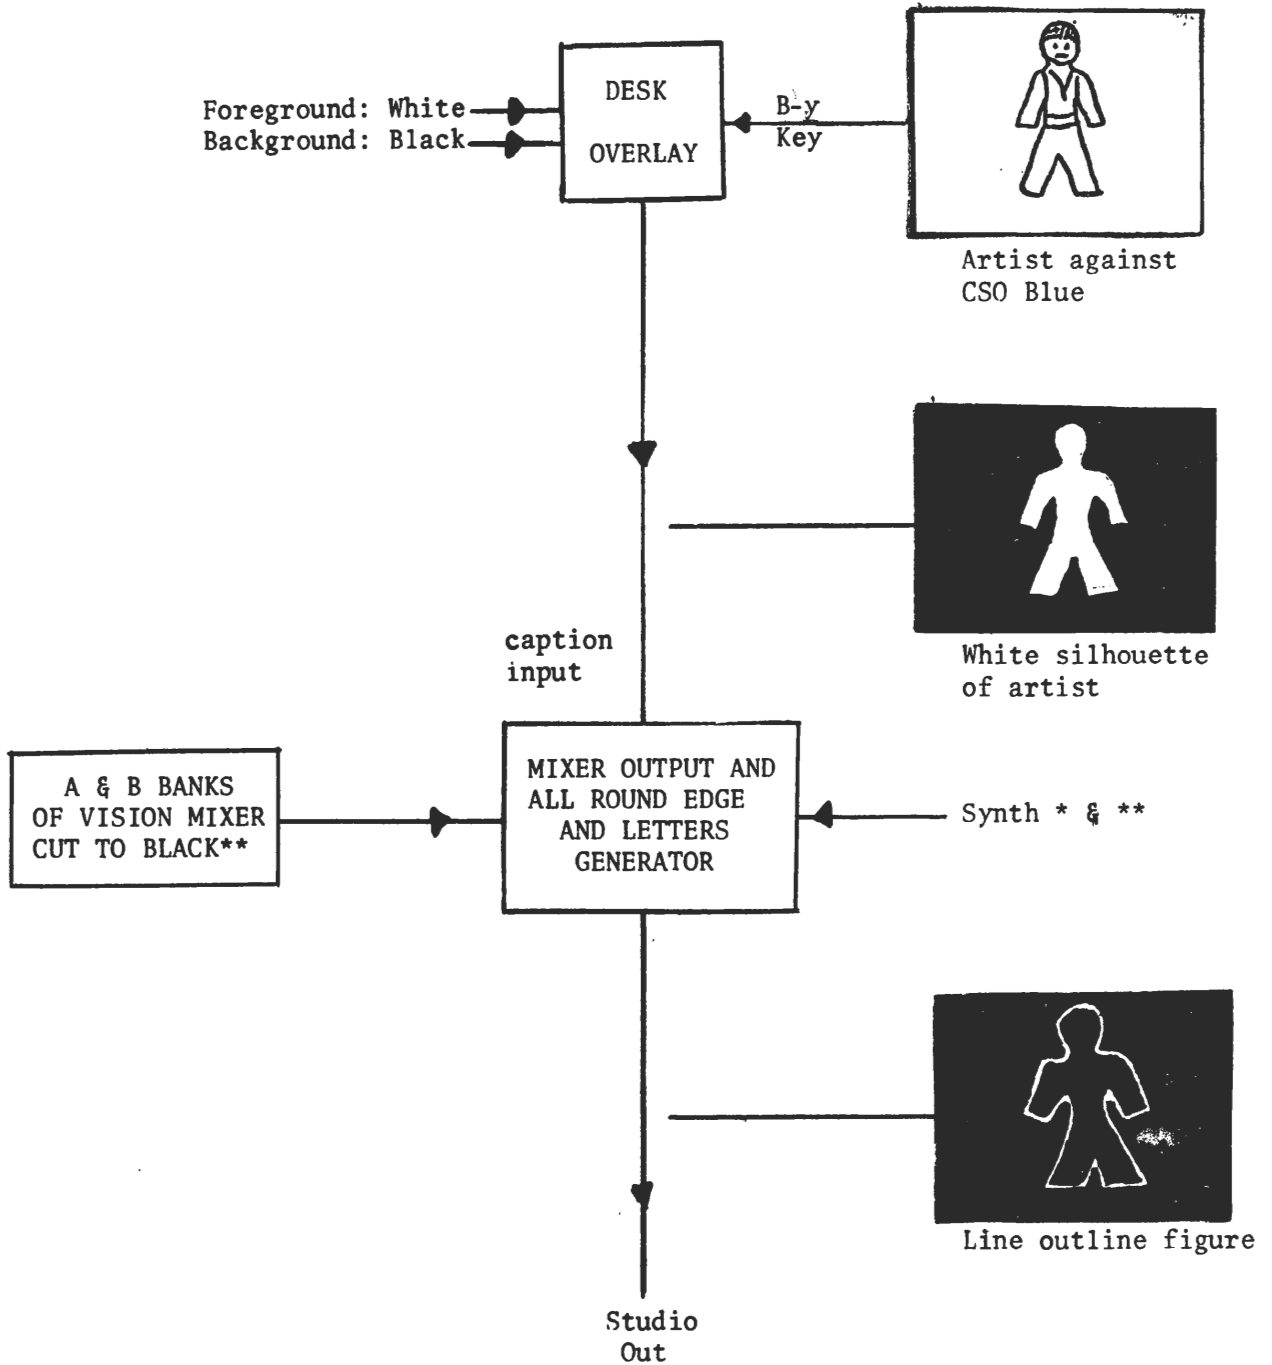 DESK
OVERLAY
Foreground: White
Background: Black
B-y
Key
Artist against
CSO Blue
White silhouette
of artist
caption
input
A & B BANKS
OF VISION MIXER
CUT TO BLACK**
MIXER OUTPUT AND
ALL ROUND EDGE
AND LETTERS
GENERATOR
Synth * & **
Line outline figure
Studio
Out